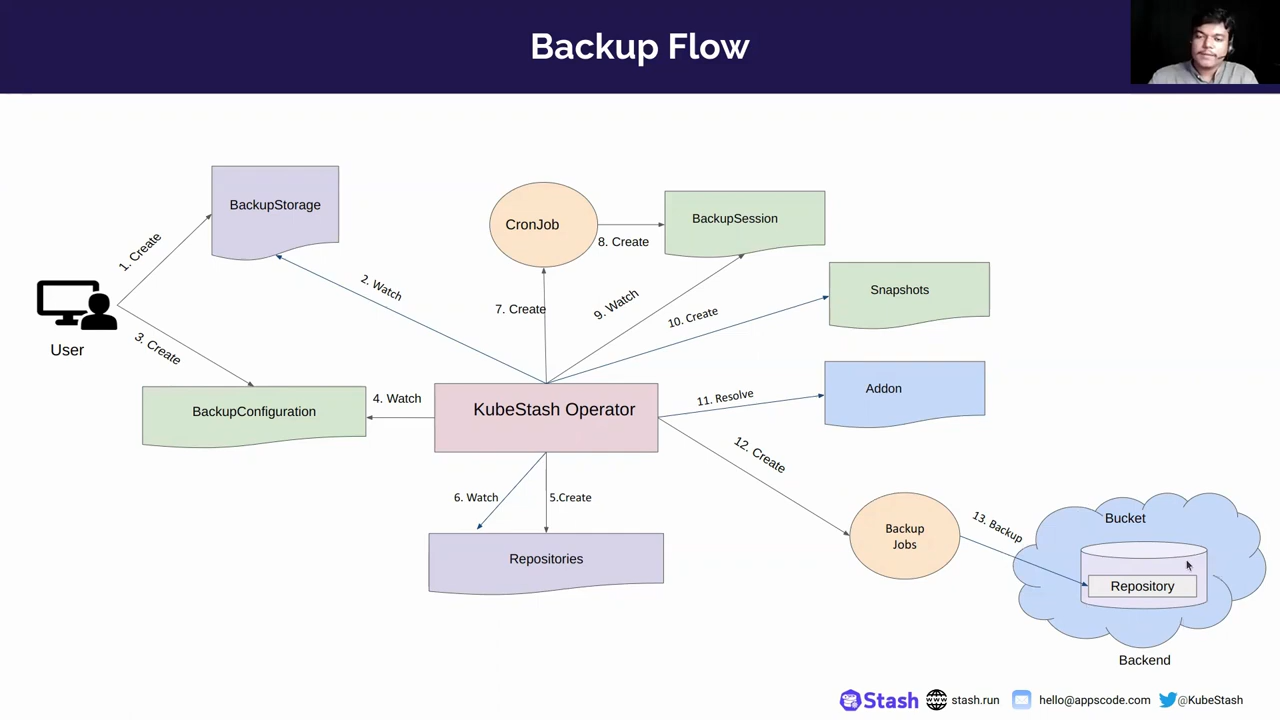 Backup Flow
BackupStorage
1. Create
2. Watch
User
3. Create
BackupConfiguration
4. Watch
CronJob
8. Create
BackupSession
7. Create
9. Watch
10. Create
Snapshots
KubeStash Operator
11. Resolve
Addon
12. Create
6. Watch
5.Create
Repositories
Backup
Jobs
13. Backup
Bucket
Repository
Backend
Stash
stash.run
hello@appscode.com
@KubeStash